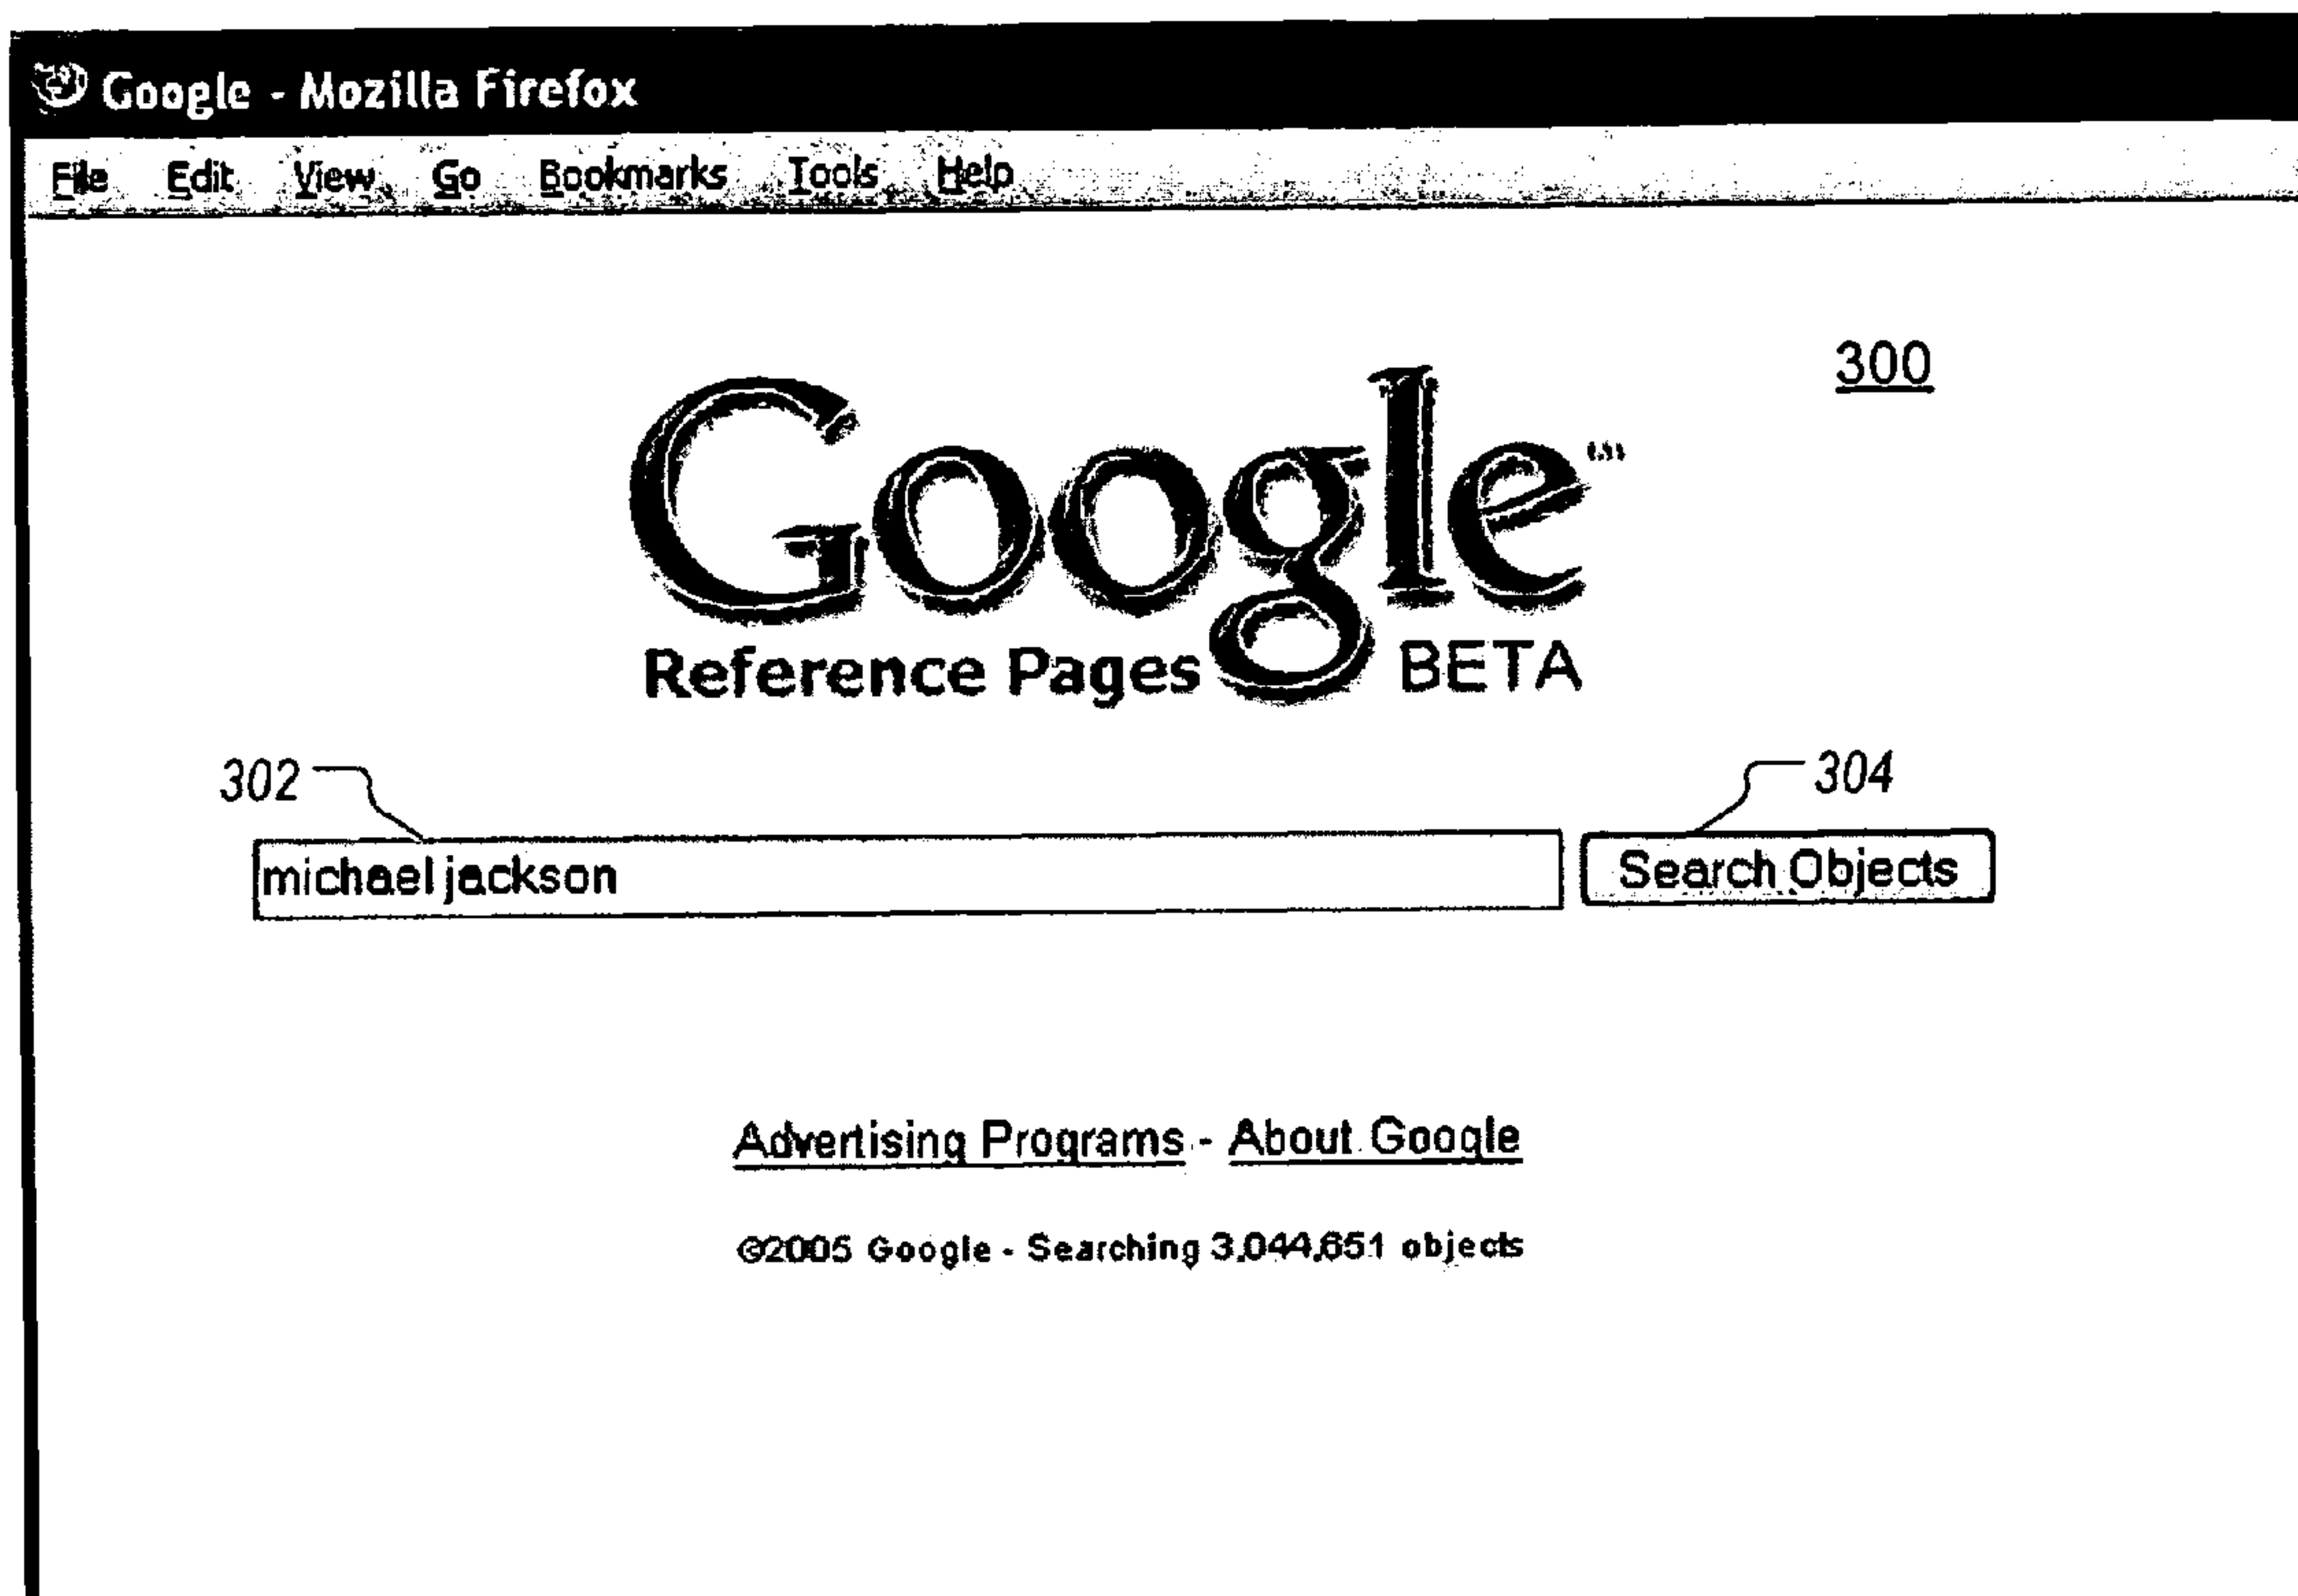 Google - Mozilla Firefox
File Edit View Go Bookmarks Tools Help
300
Google
Reference Pages BETA
302
304
michael jackson
Search Objects
Advertising Programs - About Google
©2005 Google - Searching 3,044,651 objects